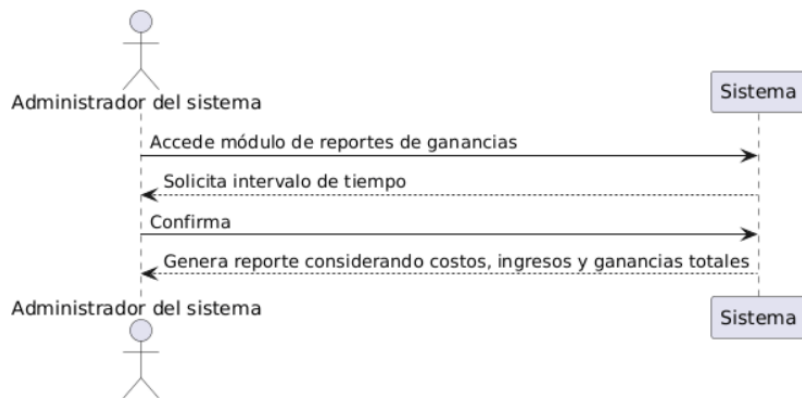 Administrador del sistema
Sistema
Accede módulo de reportes de ganancias
Solicita intervalo de tiempo
Confirma
Genera reporte considerando costos, ingresos y ganancias totales
Administrador del sistema
Sistema